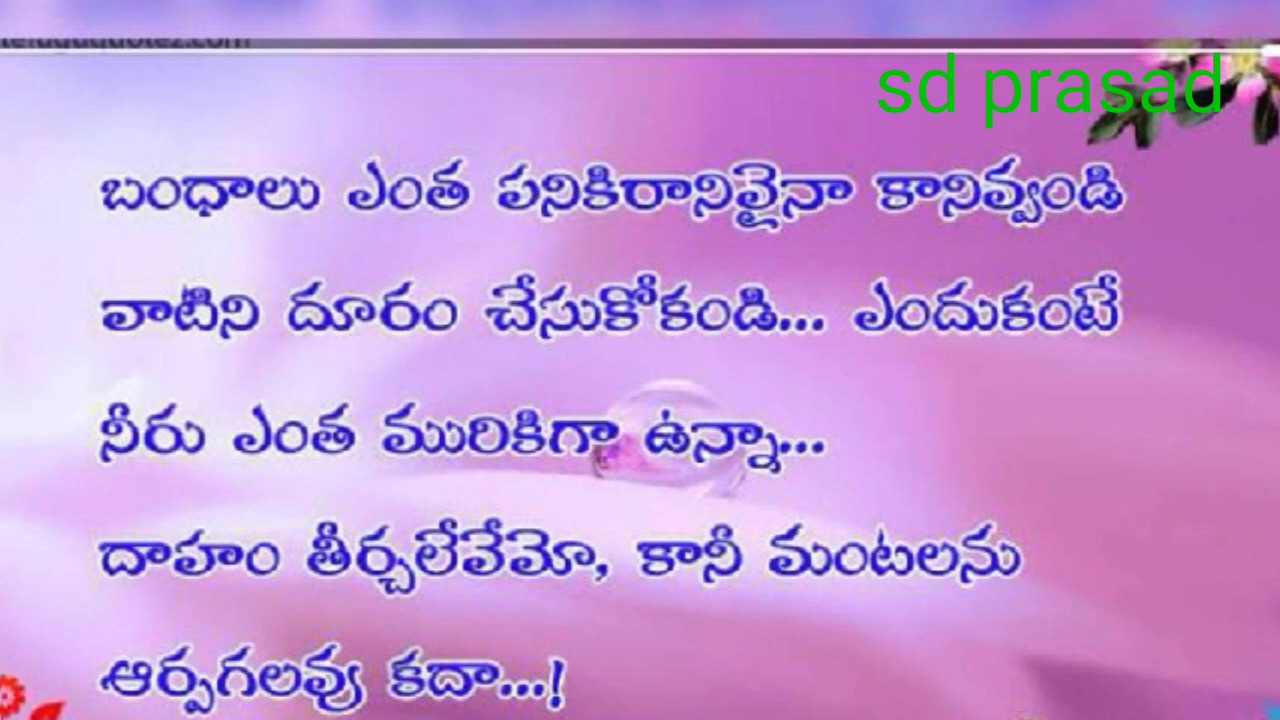 sd prasad
బంధాలు ఎంత పనికిరానివైనా కానివ్వండి
వాటిని దూరం చేసుకోకండి... ఎందుకంటే
నీరు ఎంత మురికిగా ఉన్నా...
దాహం తీర్చలేవేమో, కానీ మంటలను
ఆర్పగలవు కదా...!